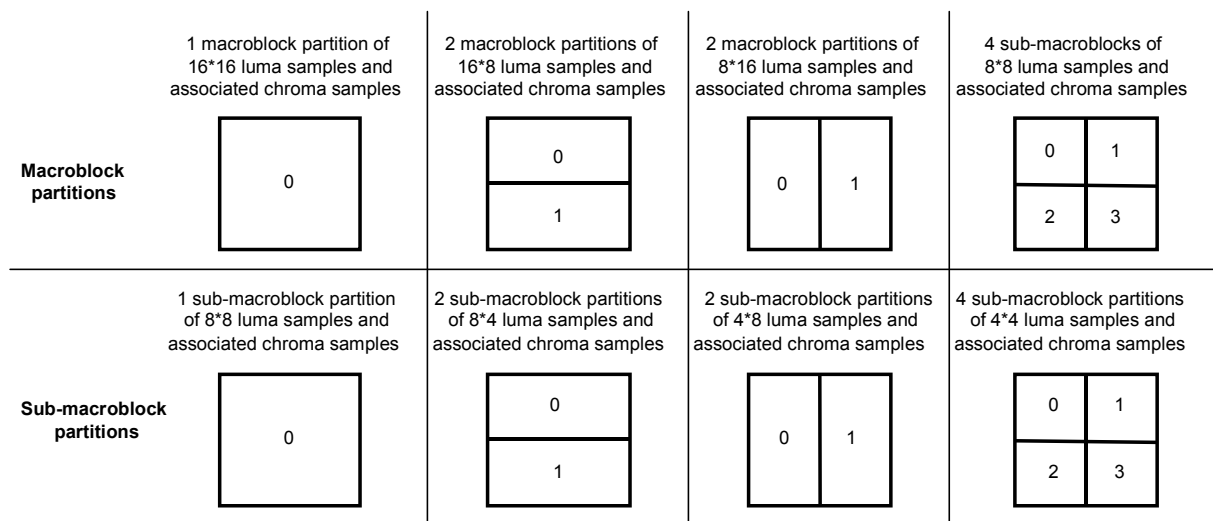 1 macroblock partition of
16*16 luma samples and
associated chroma samples
2 macroblock partitions of
16*8 luma samples and
associated chroma samples
2 macroblock partitions of
8*16 luma samples and
associated chroma samples
4 sub-macroblocks of
8*8 luma samples and
associated chroma samples
Macroblock
partitions
0
0
1
0 1
0 1
2 3
1 sub-macroblock partition
of 8*8 luma samples and
associated chroma samples
2 sub-macroblock partitions
of 8*4 luma samples and
associated chroma samples
2 sub-macroblock partitions
of 4*8 luma samples and
associated chroma samples
4 sub-macroblock partitions
of 4*4 luma samples and
associated chroma samples
Sub-macroblock
partitions
0
0
1
0 1
0 1
2 3